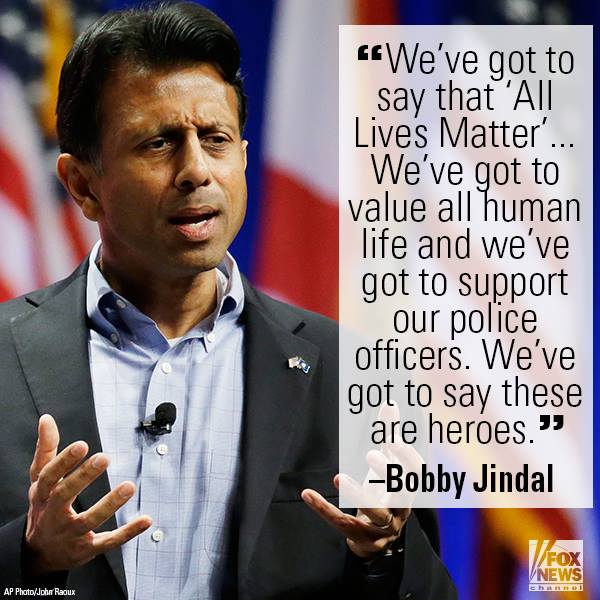 “We’ve got to
say that ‘All
Lives Matter’...
We’ve got to
value all human
life and we’ve
got to support
our police
officers. We’ve
got to say these
are heroes.”
–Bobby Jindal
FOX
NEWS
channel
AP Photo/John Raoux